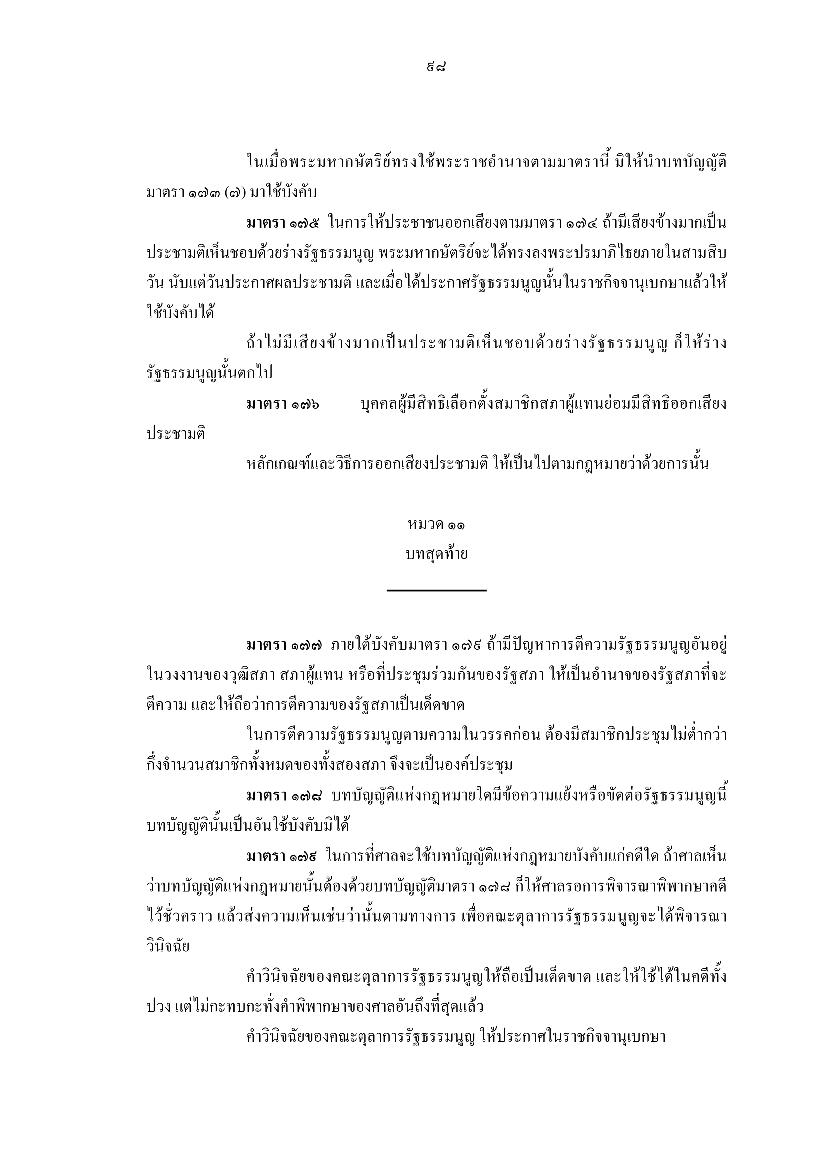 ๙๘
ในเมื่อพระมหากษัตริย์ทรงใช้พระราชอำนาจตามมาตรานี้ มิให้นำบทบัญญัติ
มาตรา ๑๗๓ (๗) มาใช้บังคับ
มาตรา ๑๗๕ ในการให้ประชาชนออกเสียงตามมาตรา ๑๗๔ ถ้ามีเสียงข้างมากเป็น
ประชามติเห็นชอบด้วยร่างรัฐธรรมนูญ พระมหากษัตริย์จะได้ทรงลงพระปรมาภิไธยภายในสามสิบ
วัน นับแต่วันประกาศผลประชามติ และเมื่อได้ประกาศรัฐธรรมนูญนั้นในราชกิจจานุเบกษาแล้วให้
ใช้บังคับได้
ถ้าไม่มีเสียงข้างมากเป็นประชามติเห็นชอบด้วยร่างรัฐธรรมนูญ ก็ให้ร่าง
รัฐธรรมนูญนั้นตกไป
มาตรา ๑๗๖ บุคคลผู้มีสิทธิเลือกตั้งสมาชิกสภาผู้แทนย่อมมีสิทธิออกเสียง
ประชามติ
หลักเกณฑ์และวิธีการออกเสียงประชามติ ให้เป็นไปตามกฎหมายว่าด้วยการนั้น
หมวด ๑๑
บทสุดท้าย
มาตรา ๑๗๗ ภายใต้บังคับมาตรา ๑๗๙ ถ้ามีปัญหาการตีความรัฐธรรมนูญอันอยู่
ในวงงานของวุฒิสภา สภาผู้แทน หรือที่ประชุมร่วมกันของรัฐสภา ให้เป็นอำนาจของรัฐสภาที่จะ
ตีความ และให้ถือว่าการตีความของรัฐสภาเป็นเด็ดขาด
ในการตีความรัฐธรรมนูญตามความในวรรคก่อน ต้องมีสมาชิกประชุมไม่ต่ำกว่า
กึ่งจำนวนสมาชิกทั้งหมดของทั้งสองสภา จึงจะเป็นองค์ประชุม
มาตรา ๑๗๘ บทบัญญัติแห่งกฎหมายใดมีข้อความแย้งหรือขัดต่อรัฐธรรมนูญนี้
บทบัญญัตินั้นเป็นอันใช้บังคับมิได้
มาตรา ๑๗๙ ในการที่ศาลจะใช้บทบัญญัติแห่งกฎหมายบังคับแก่คดีใด ถ้าศาลเห็น
ว่าบทบัญญัติแห่งกฎหมายนั้นต้องด้วยบทบัญญัติมาตรา ๑๗๘ ก็ให้ศาลรอการพิจารณาพิพากษาคดี
ไว้ชั่วคราว แล้วส่งความเห็นเช่นว่านั้นตามทางการ เพื่อคณะตุลาการรัฐธรรมนูญจะได้พิจารณา
วินิจฉัย
คำวินิจฉัยของคณะตุลาการรัฐธรรมนูญให้ถือเป็นเด็ดขาด และให้ใช้ได้ในคดีทั้ง
ปวง แต่ไม่กะทบกะทั่งคำพิพากษาของศาลอันถึงที่สุดแล้ว
คำวินิจฉัยของคณะตุลาการรัฐธรรมนูญ ให้ประกาศในราชกิจจานุเบกษา